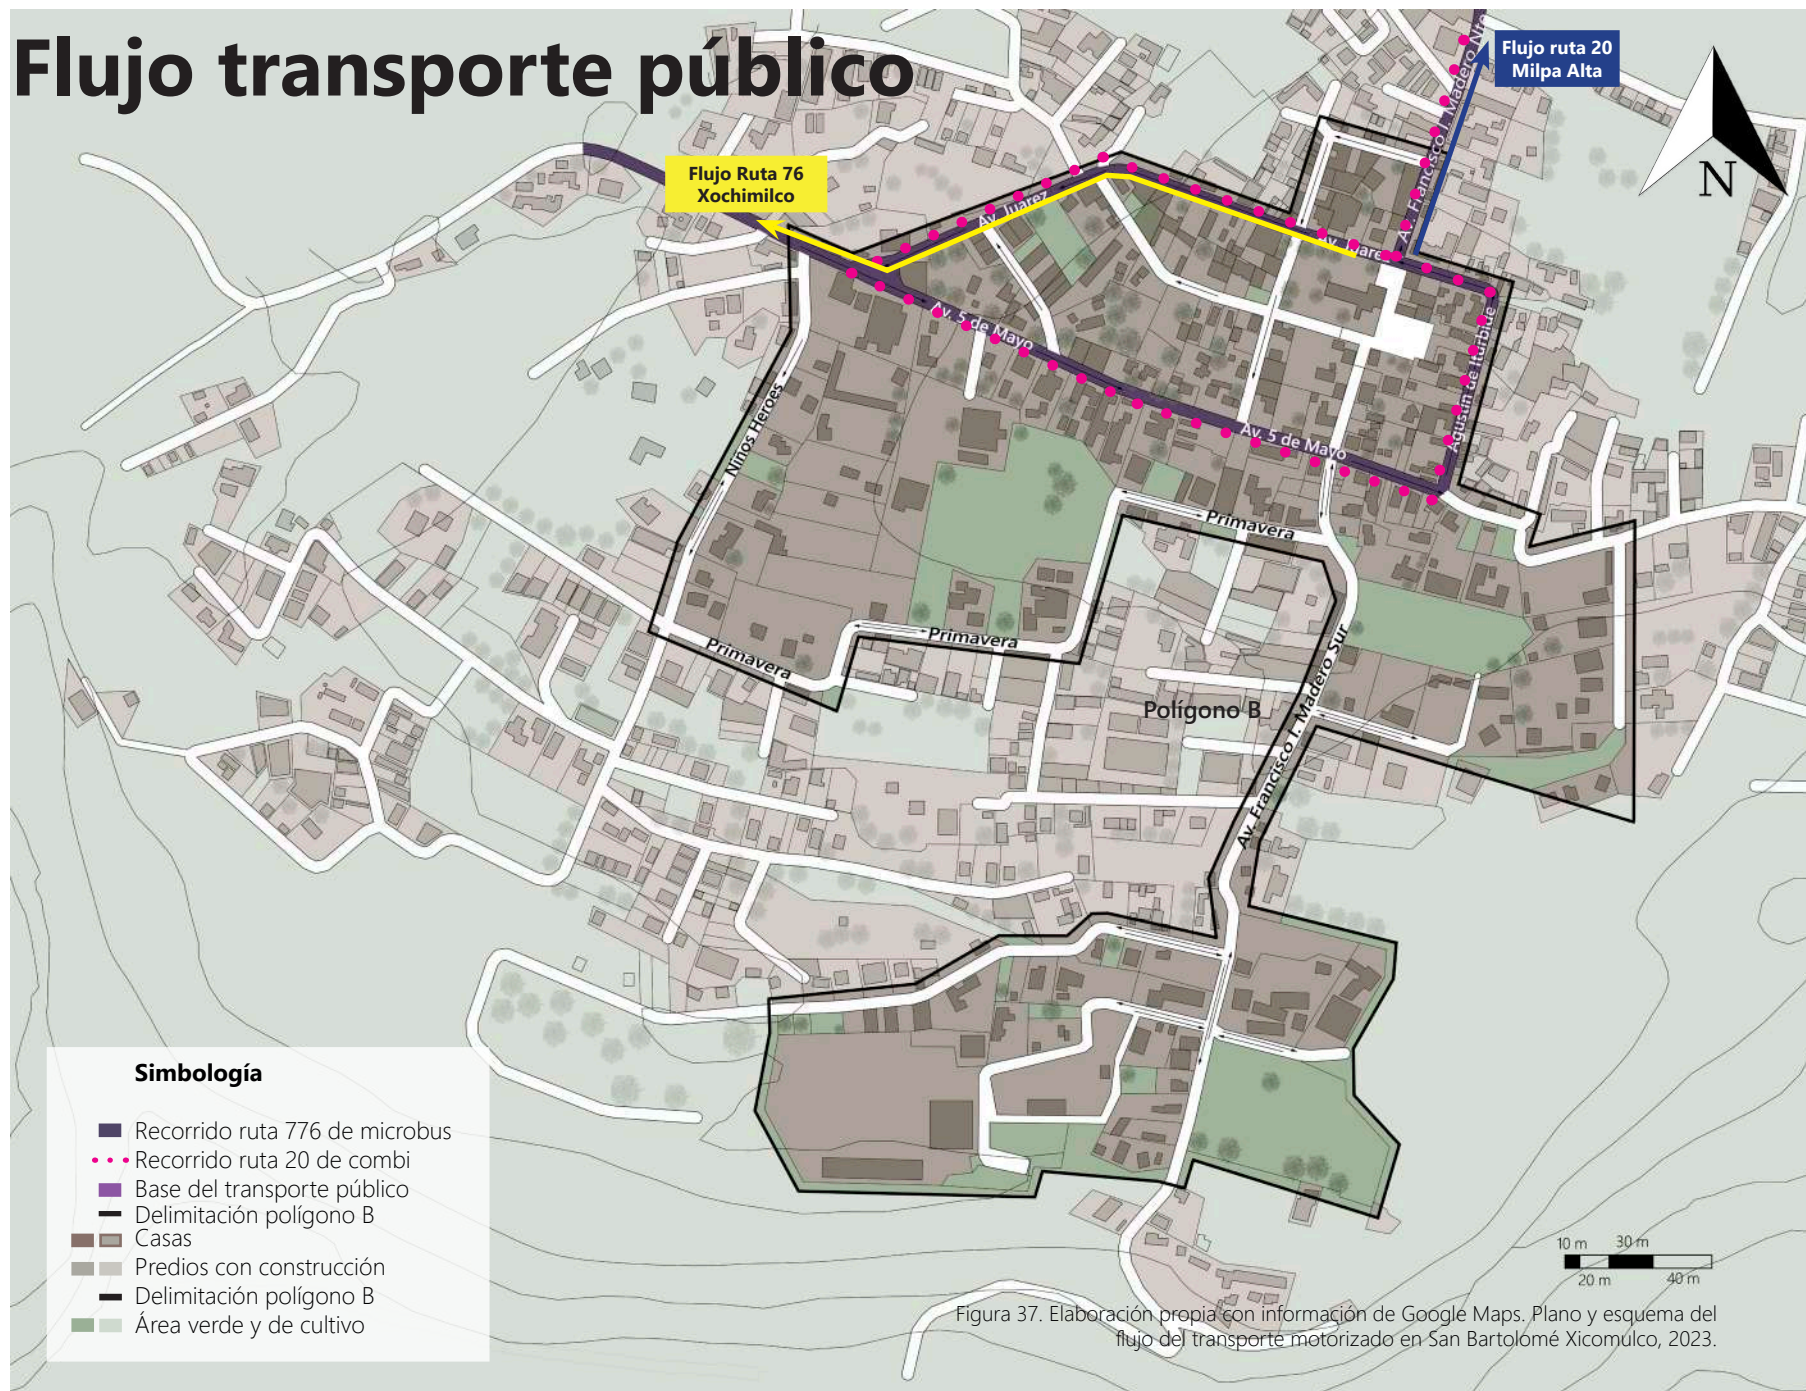 Flujo transporte público
Flujo ruta 20
Milpa Alta
Flujo Ruta 76
Xochimilco
N
Av. Francisco I. Madero Nte
Av. Juarez
Av. Juarez
Av. 5 de Mayo
Agustín de Iturbide
Niños Heroes
Av. 5 de Mayo
Primavera
Primavera
Primavera
Av. Francisco I. Madero Sur
Polígono B
Simbología
Recorrido ruta 776 de microbus
Recorrido ruta 20 de combi
Base del transporte público
Delimitación polígono B
Casas
Predios con construcción
Delimitación polígono B
Área verde y de cultivo
10 m 30 m
20 m 40 m
Figura 37. Elaboración propia con información de Google Maps. Plano y esquema del
flujo del transporte motorizado en San Bartolomé Xicomulco, 2023.